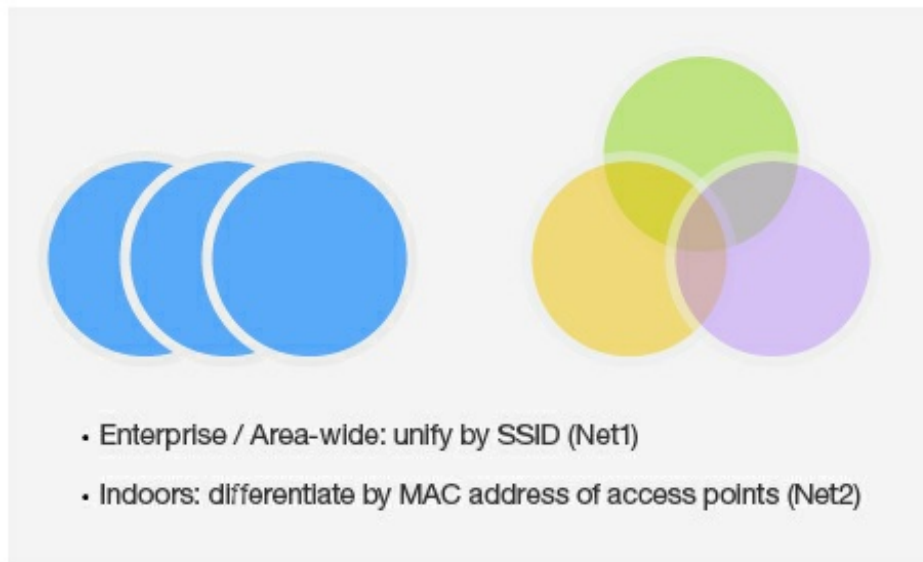 • Enterprise / Area-wide: unify by SSID (Net1)
• Indoors: differentiate by MAC address of access points (Net2)